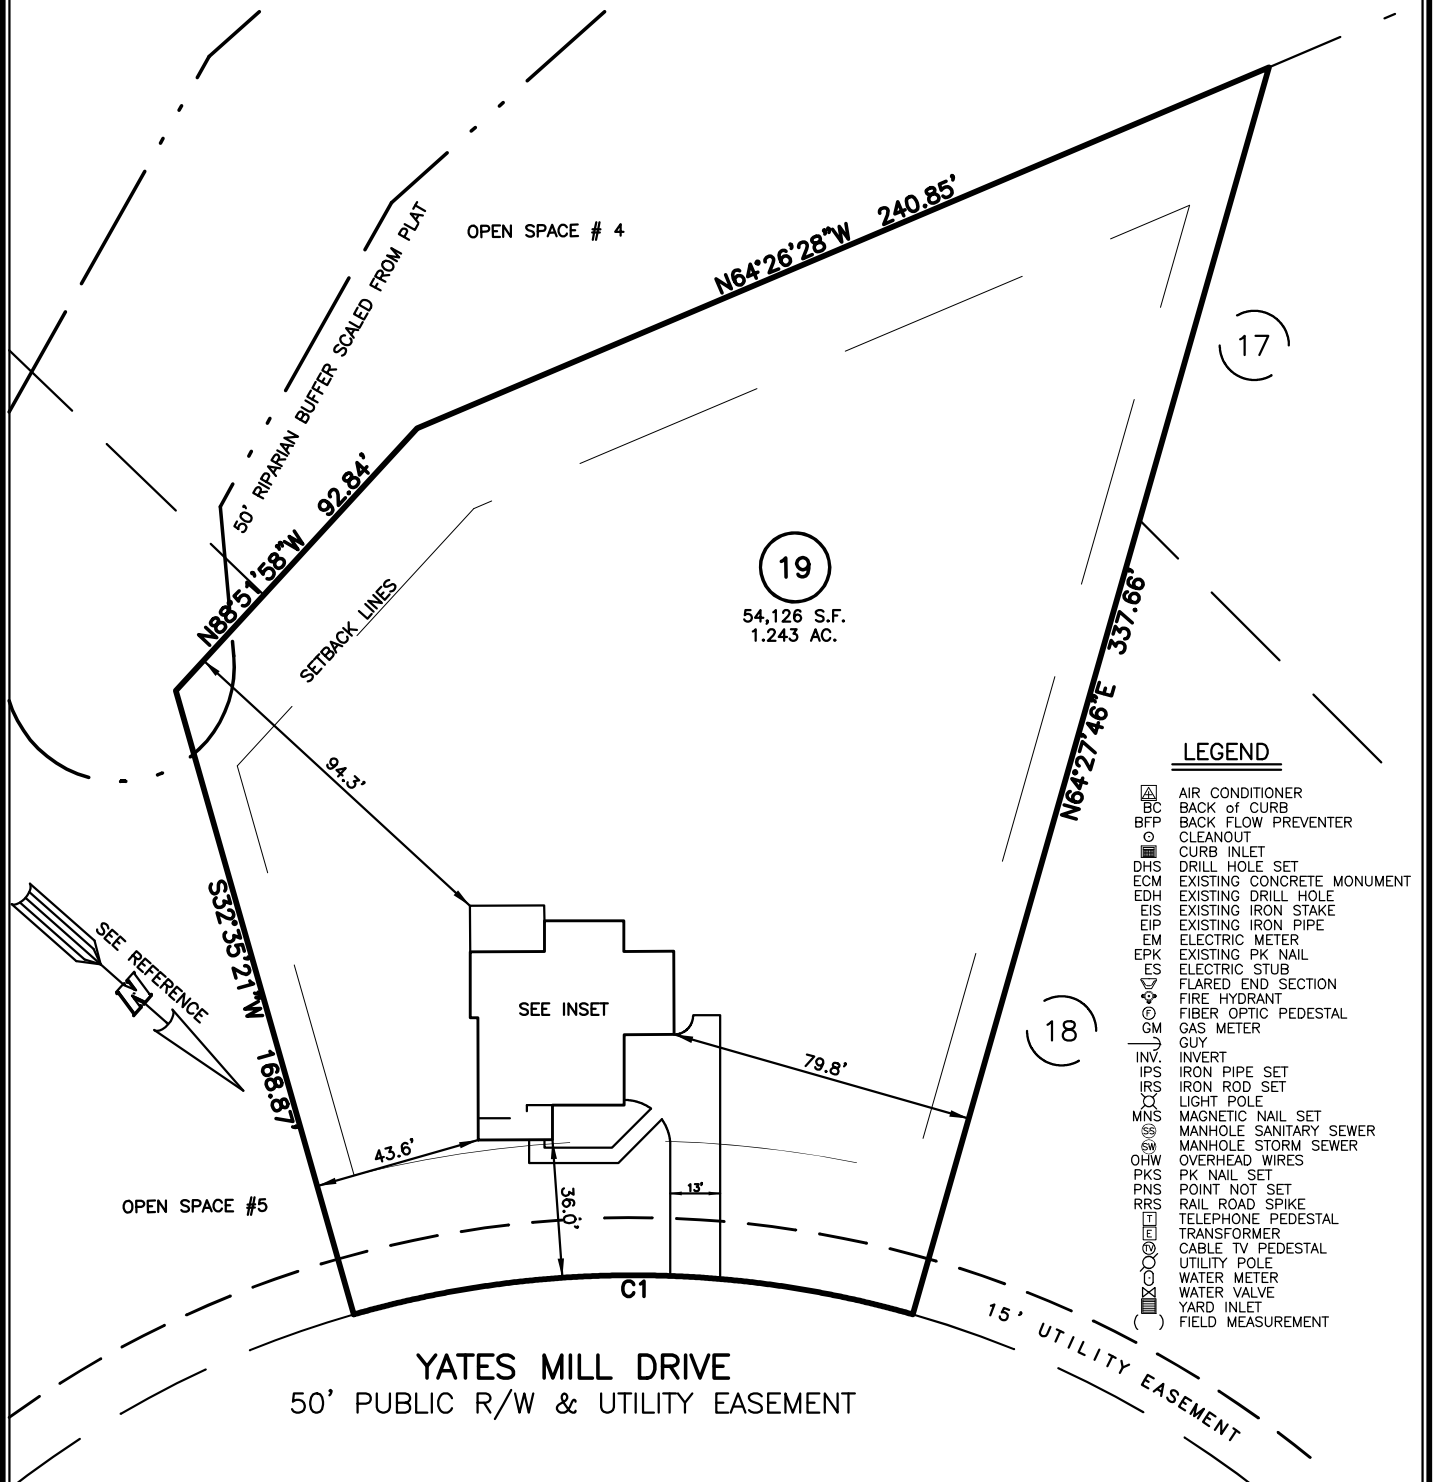 OPEN SPACE # 4
50' RIPARIAN BUFFER SCALED FROM PLAT
N64°26'28"W 240.85'
17
N88°51'58"W 92.84'
SETBACK LINES
19
54,126 S.F.
1.243 AC.
N64°27'46"E 337.66'
94.3'
S32°35'21"W 168.87'
SEE REFERENCE
N
SEE INSET
79.8'
18
43.6'
36.0'
13'
OPEN SPACE #5
C1
YATES MILL DRIVE
50' PUBLIC R/W & UTILITY EASEMENT
15' UTILITY EASEMENT
LEGEND
AIR CONDITIONER
BC BACK of CURB
BFP BACK FLOW PREVENTER
CLEANOUT
CURB INLET
DHS DRILL HOLE SET
ECM EXISTING CONCRETE MONUMENT
EDH EXISTING DRILL HOLE
EIS EXISTING IRON STAKE
EIP EXISTING IRON PIPE
EM ELECTRIC METER
EPK EXISTING PK NAIL
ES ELECTRIC STUB
FLARED END SECTION
FIRE HYDRANT
F FIBER OPTIC PEDESTAL
GM GAS METER
GUY
INV. INVERT
IPS IRON PIPE SET
IRS IRON ROD SET
LIGHT POLE
MNS MAGNETIC NAIL SET
SS MANHOLE SANITARY SEWER
SW MANHOLE STORM SEWER
OHW OVERHEAD WIRES
PKS PK NAIL SET
PNS POINT NOT SET
RRS RAIL ROAD SPIKE
T TELEPHONE PEDESTAL
E TRANSFORMER
TV CABLE TV PEDESTAL
UTILITY POLE
WATER METER
WATER VALVE
YARD INLET
( ) FIELD MEASUREMENT